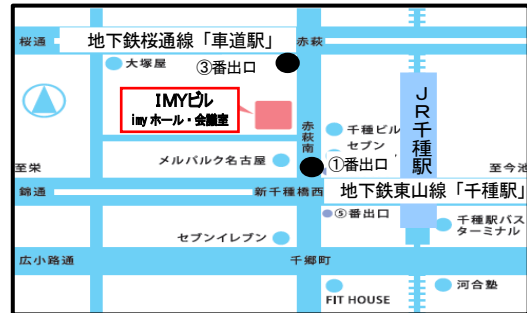 桜通
地下鉄桜通線「車道駅」
赤萩
大塚屋
③番出口
IMYビル
imy ホール・会議室
JR千種駅
赤萩南
千種ビル
セブン
①番出口
メルパルク名古屋
至栄
至今池
錦通
新千種橋西
地下鉄東山線「千種駅」
⑤番出口
千種駅バス
ターミナル
セブンイレブン
広小路通
千郷町
河合塾
FIT HOUSE